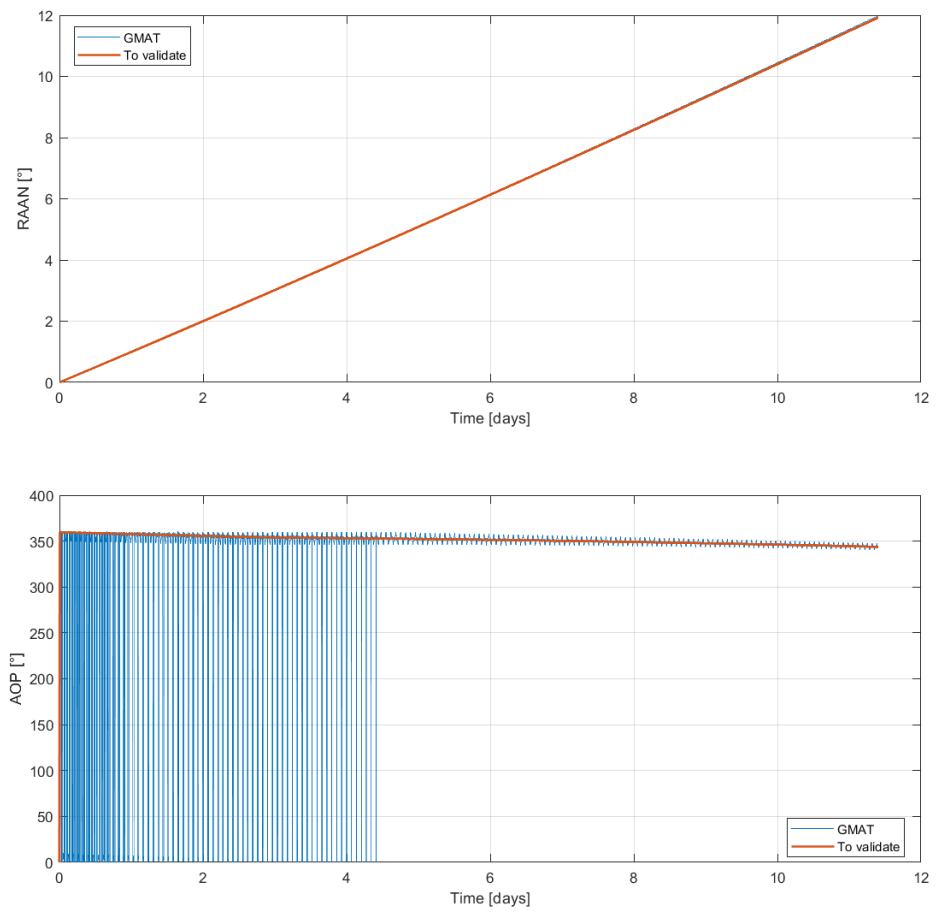 12
10
8
6
4
2
0
RAAN [°]
GMAT
To validate
0 2 4 6 8 10 12
Time [days]
400
350
300
250
200
150
100
50
0
AOP [°]
GMAT
To validate
0 2 4 6 8 10 12
Time [days]